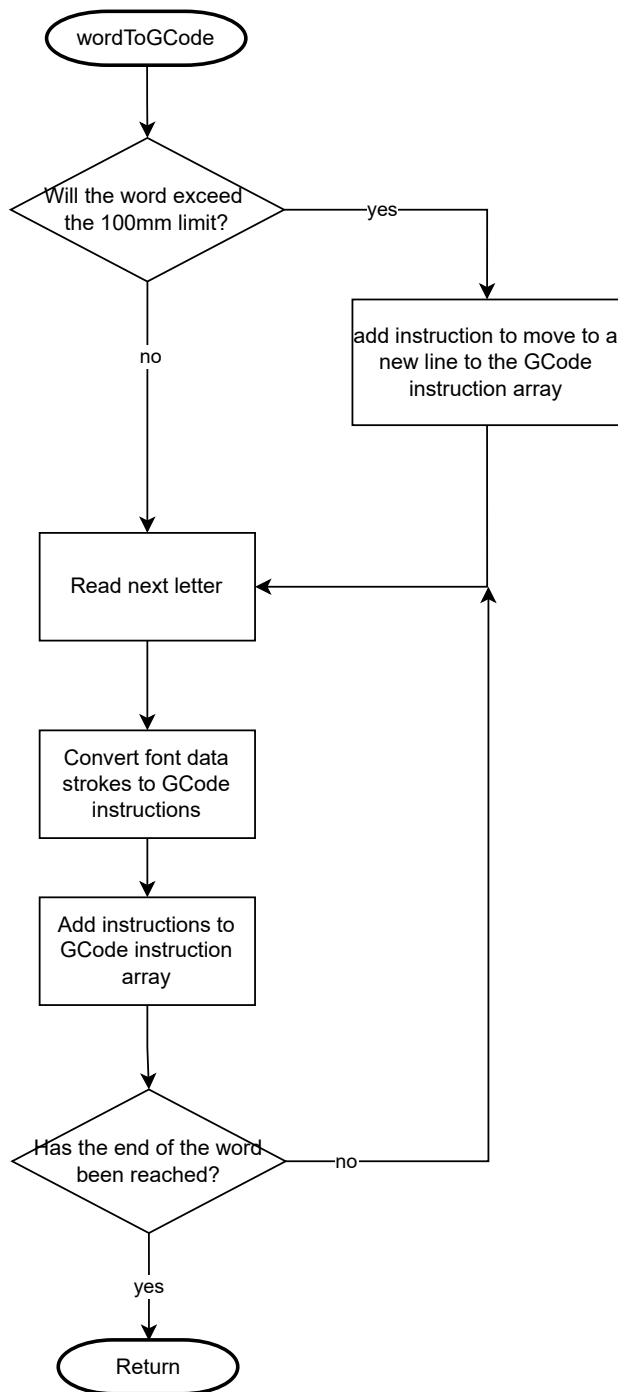 wordToGCode
Will the word exceed
the 100mm limit?
yes
add instruction to move to a
new line to the GCode
instruction array
no
Read next letter
Convert font data
strokes to GCode
instructions
Add instructions to
GCode instruction
array
Has the end of the word
been reached?
no
yes
Return